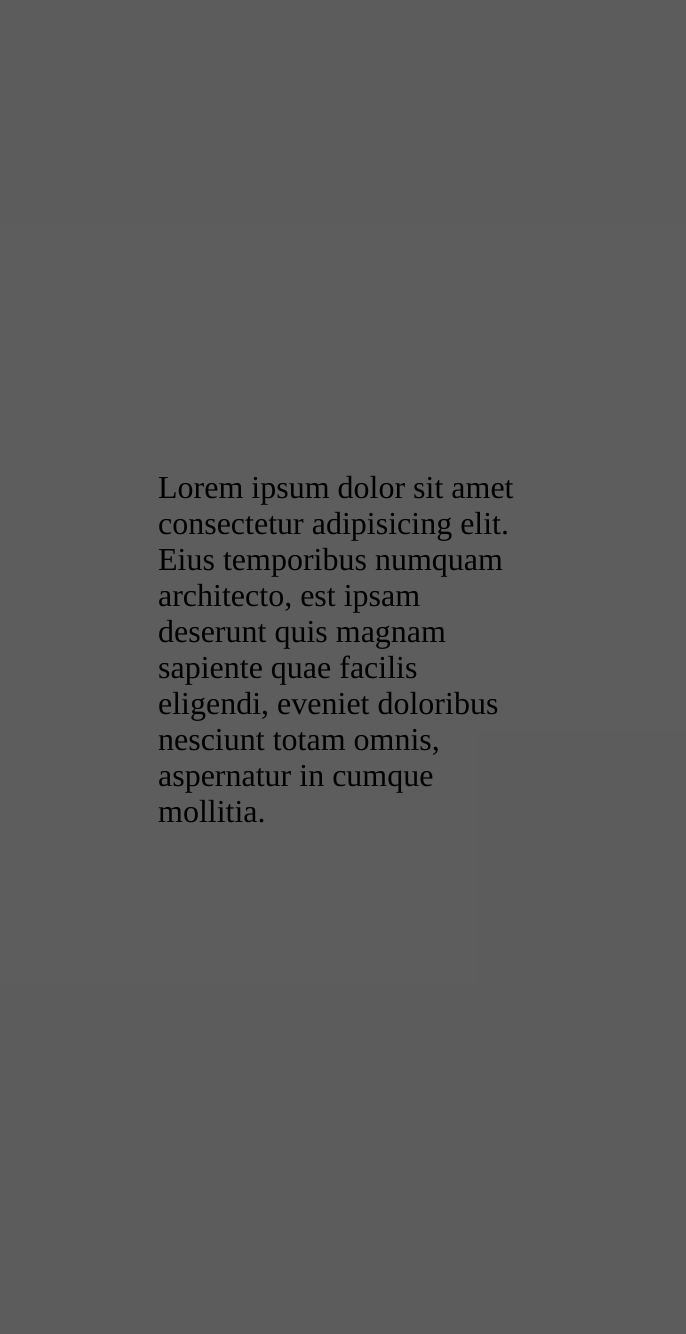 Lorem ipsum dolor sit amet
consectetur adipisicing elit.
Eius temporibus numquam
architecto, est ipsam
deserunt quis magnam
sapiente quae facilis
eligendi, eveniet doloribus
nesciunt totam omnis,
aspernatur in cumque
mollitia.